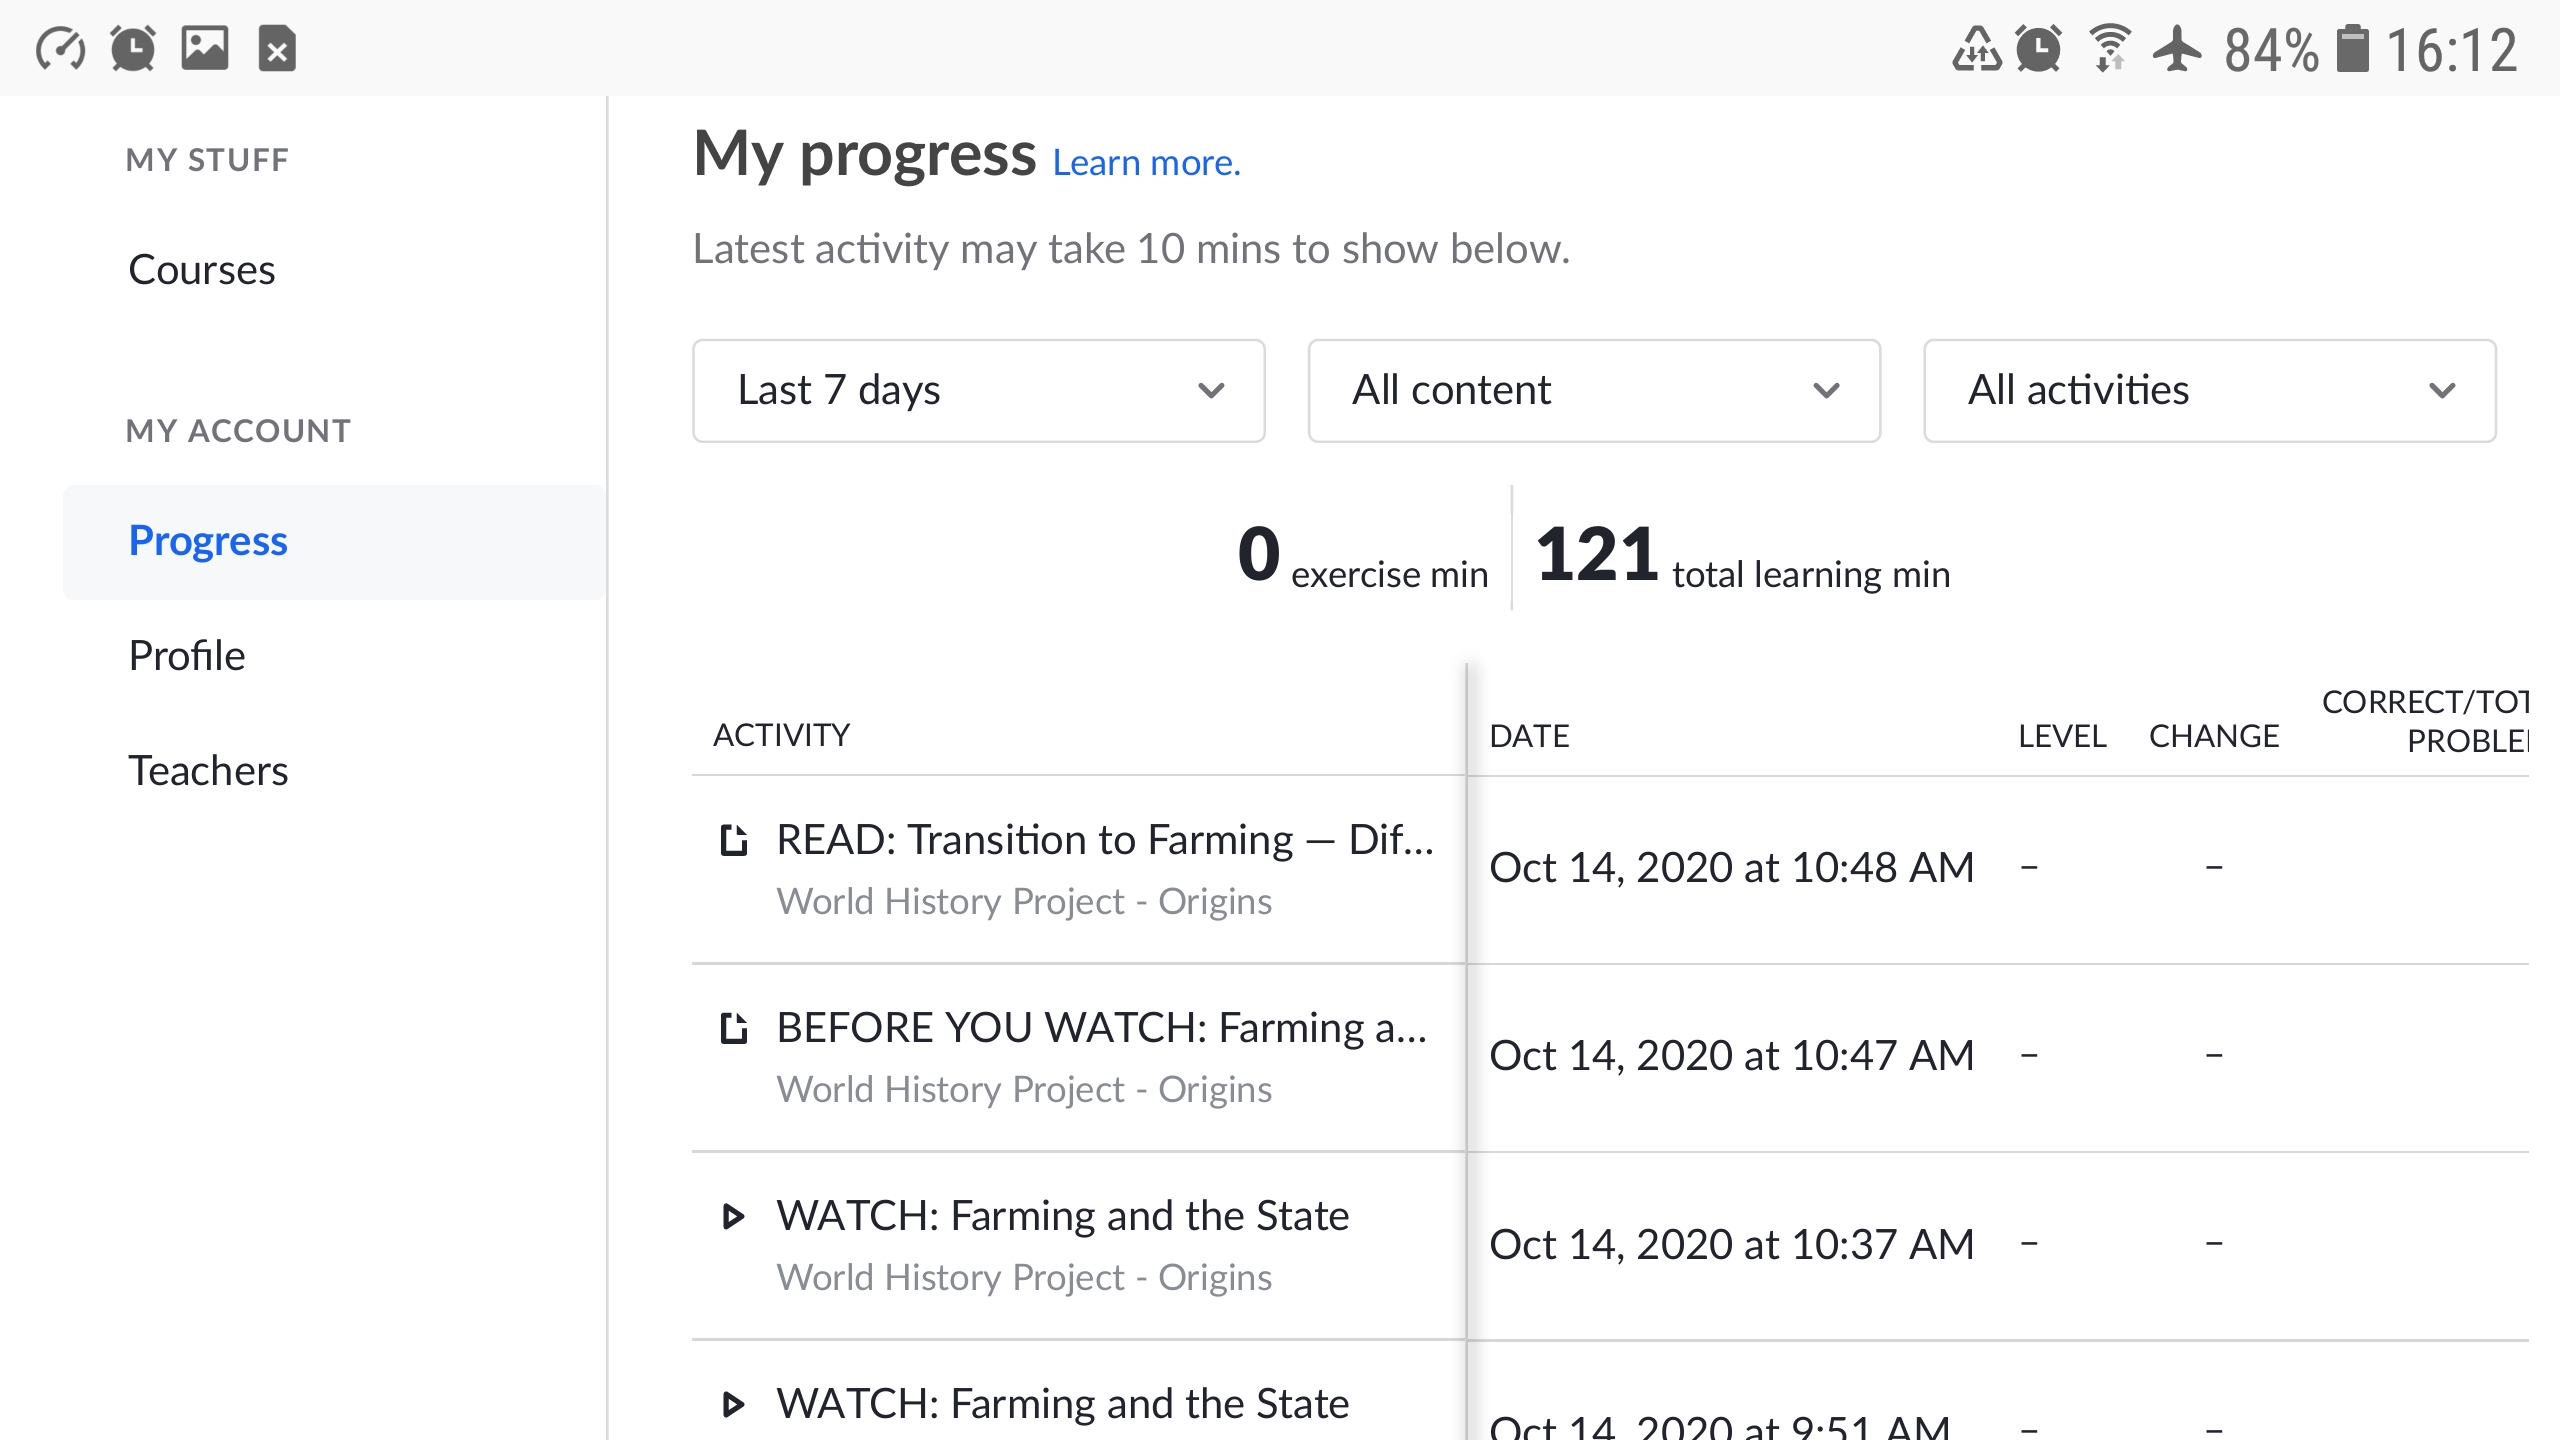 84% 16:12
MY STUFF
Courses
MY ACCOUNT
Progress
Profile
Teachers
My progress Learn more.
Latest activity may take 10 mins to show below.
Last 7 days
All content
All activities
0 exercise min
121 total learning min
ACTIVITY DATE LEVEL CHANGE CORRECT/TOT
PROBLE
READ: Transition to Farming — Dif...
World History Project - Origins
Oct 14, 2020 at 10:48 AM – –
BEFORE YOU WATCH: Farming a...
World History Project - Origins
Oct 14, 2020 at 10:47 AM – –
WATCH: Farming and the State
World History Project - Origins
Oct 14, 2020 at 10:37 AM – –
WATCH: Farming and the State
Oct 14, 2020 at 9:51 AM – –